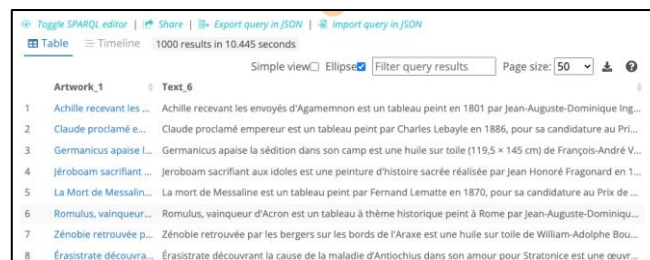 Toggle SPARQL editor | Share | Export query in JSON | Import query in JSON
Table Timeline 1000 results in 10.445 seconds
Simple view Ellipse Filter query results Page size: 50
Artwork_1 Text_6
1 Achille recevant les ... Achille recevant les envoyés d'Agamemnon est un tableau peint en 1801 par Jean-Auguste-Dominique Ing...
2 Claude proclamé e... Claude proclamé empereur est un tableau peint par Charles Lebayle en 1886, pour sa candidature au Pri...
3 Germanicus apaise l... Germanicus apaise la sédition dans son camp est une huile sur toile (119,5 × 145 cm) de François-André V...
4 Jéroboam sacrifiant ... Jeroboam sacrifiant aux idoles est une peinture d'histoire sacrée réalisée par Jean Honoré Fragonard en 1...
5 La Mort de Messalin... La mort de Messaline est un tableau peint par Fernand Lematte en 1870, pour sa candidature au Prix de ...
6 Romulus, vainqueur... Romulus, vainqueur d'Acron est un tableau à thème historique peint à Rome par Jean-Auguste-Dominiqu...
7 Zénobie retrouvée p... Zénobie retrouvée par les bergers sur les bords de l'Araxe est une huile sur toile de William-Adolphe Bou...
8 Érasistrate découvra... Érasistrate découvrant la cause de la maladie d'Antiochius dans son amour pour Stratonice est une œuvr...